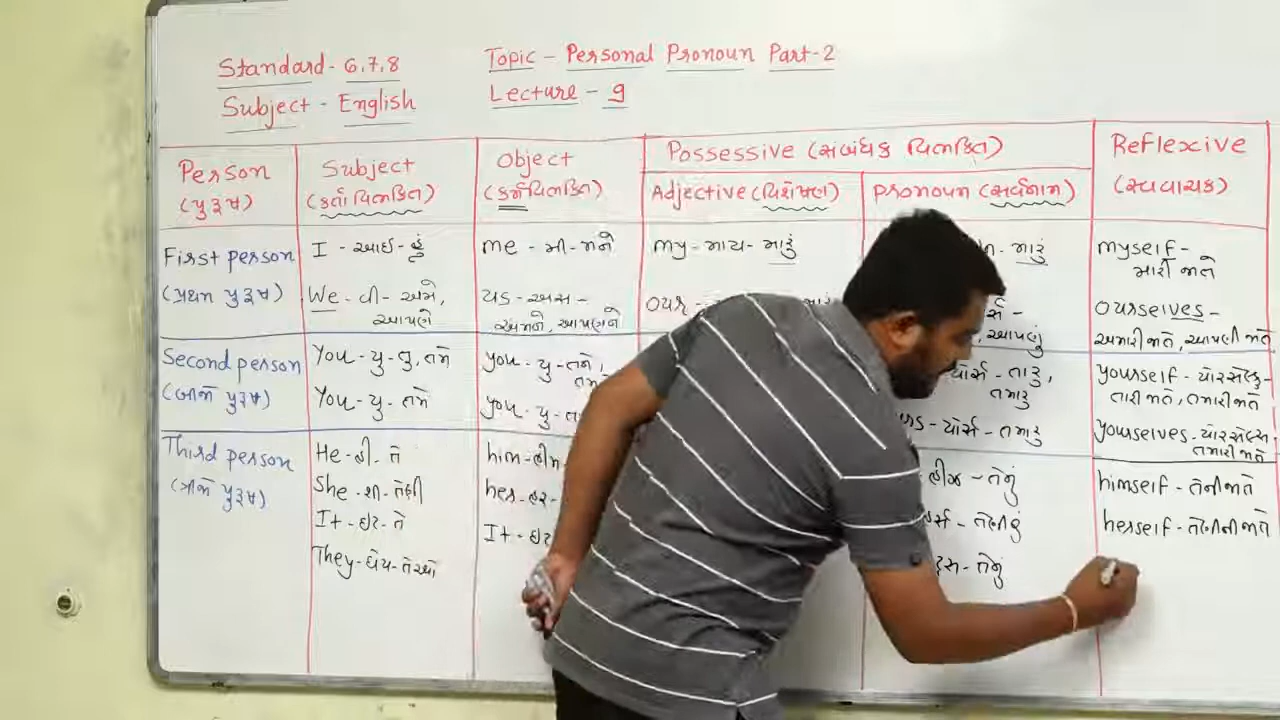 Standard - 6,7,8
Subject - English
Topic - Personal Pronoun Part-2
Lecture - 9
Person
(પુરુષ)
Subject
(કર્તા વિભકિત)
Object
(કર્મવિભકિત)
Possessive (સંબંધક વિભકિત)
Adjective (વિશેષણ)
Pronoun (સર્વનામ)
Reflexive
(સ્વવાચક)
First person
(પ્રથમ પુરુષ)
I - આઇ - હું
me - મી - મને
my - માય - મારું
મારું
myself -
મારી જાતે
We - વી - અમે,
આપણે
us - અસ -
અમને, આપણને
our -
આપણું
ourselves -
અમારી જાતે, આપણી જાતે
Second person
(બીજો પુરુષ)
You - યુ - તુ, તમે
you - યુ - તને,
યોર્સ - તારુ,
તમારુ
yourself - યોરસેલ્ફ -
તારી જાતે, તમારી જાતે
You - યુ - તમે
you - યુ -
યોર્સ - તમારુ
yourselves - યોરસેલ્વ્સ,
તમારી જાતે
Third person
(ત્રીજો પુરુષ)
He - હી - તે
him - હીમ -
હીઝ - તેનું
himself - તેની જાતે
She - શી - તેણી
her - હર -
તેણીનું
herself - તેણીની જાતે
It - ઇટ - તે
It - ઇટ
તેનું
They - ધેય - તેઓ